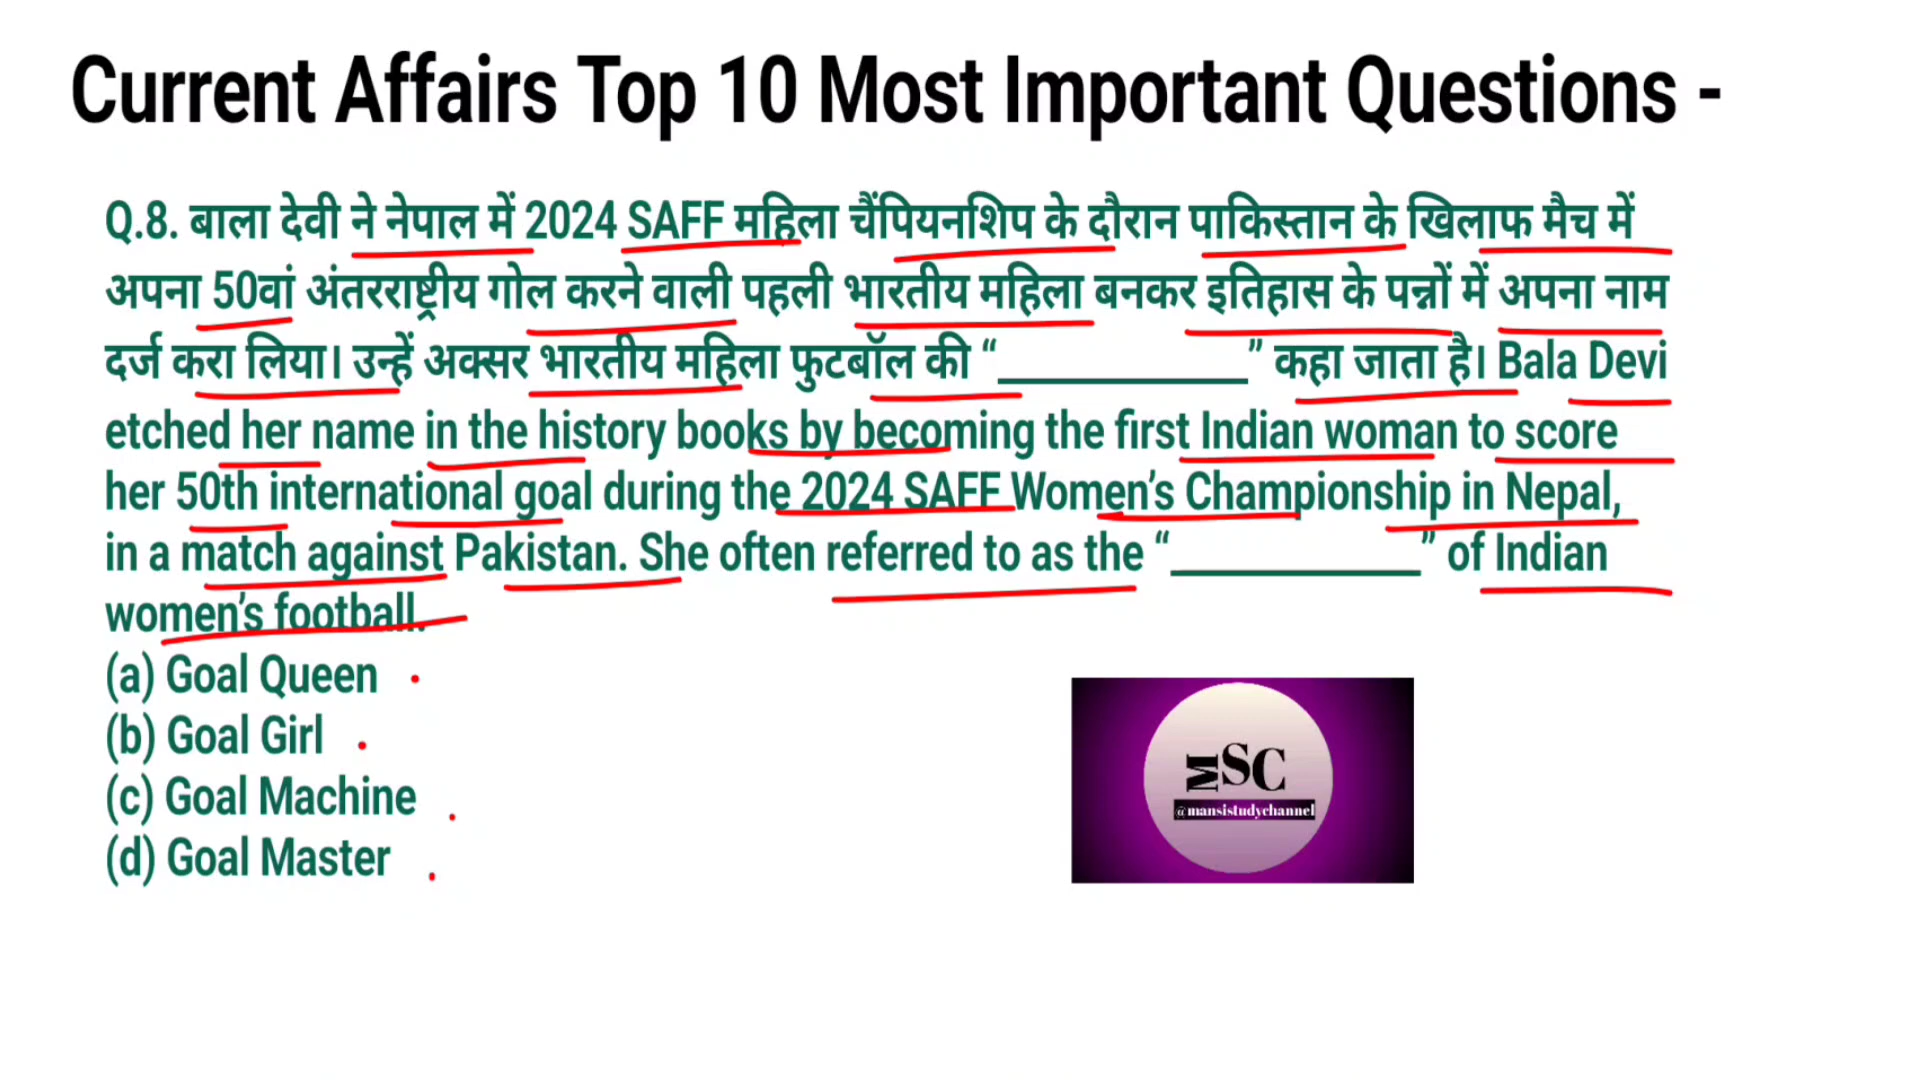 Current Affairs Top 10 Most Important Questions -
Q.8. बाला देवी ने नेपाल में 2024 SAFF महिला चैंपियनशिप के दौरान पाकिस्तान के खिलाफ मैच में
अपना 50वां अंतरराष्ट्रीय गोल करने वाली पहली भारतीय महिला बनकर इतिहास के पन्नों में अपना नाम
दर्ज करा लिया। उन्हें अक्सर भारतीय महिला फुटबॉल की “______________” कहा जाता है। Bala Devi
etched her name in the history books by becoming the first Indian woman to score
her 50th international goal during the 2024 SAFF Women’s Championship in Nepal,
in a match against Pakistan. She often referred to as the “______________” of Indian
women’s football.
(a) Goal Queen
(b) Goal Girl
(c) Goal Machine
(d) Goal Master
MSC
@mansistudychannel